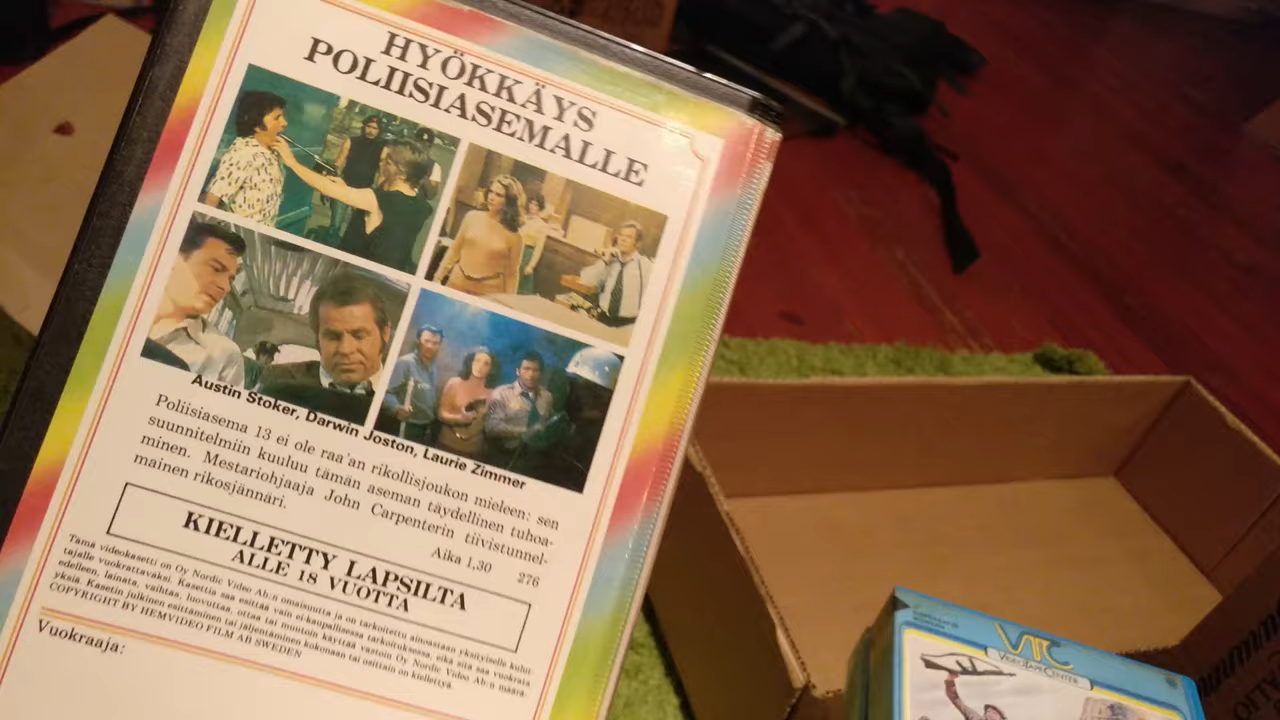 HYÖKKÄYS
POLIISIASEMALLE
Austin Stoker, Darwin Joston, Laurie Zimmer
Poliisiasema 13 ei ole raa'an rikollisjoukon mieleen: sen
suunnitelmiin kuuluu tämän aseman täydellinen tuhoa-
minen. Mestariohjaaja John Carpenterin tiivistunnel-
mainen rikosjännäri.
Aika 1,30 276
KIELLETTY LAPSILTA
ALLE 18 VUOTTA
Tämä videokasetti on Oy Nordic Video Ab:n omaisuutta ja on tarkoitettu ainoastaan yksityiselle kulut-
tajalle vuokrattavaksi. Kasettia saa esittää vain ei-kaupallisessa tarkoituksessa, eikä sitä saa vuokrata
edelleen, lainata, vaihtaa, luovuttaa, ottaa tai muutoin käyttää vastoin Oy Nordic Video Ab:n määrä-
yksiä. Kasetin julkinen esittäminen tai jäljentäminen kokonaan tai osittain on kiellettyä.
COPYRIGHT BY HEMVIDEO FILM AB SWEDEN
Vuokraaja:
VTC
VIDEOTAPECENTER